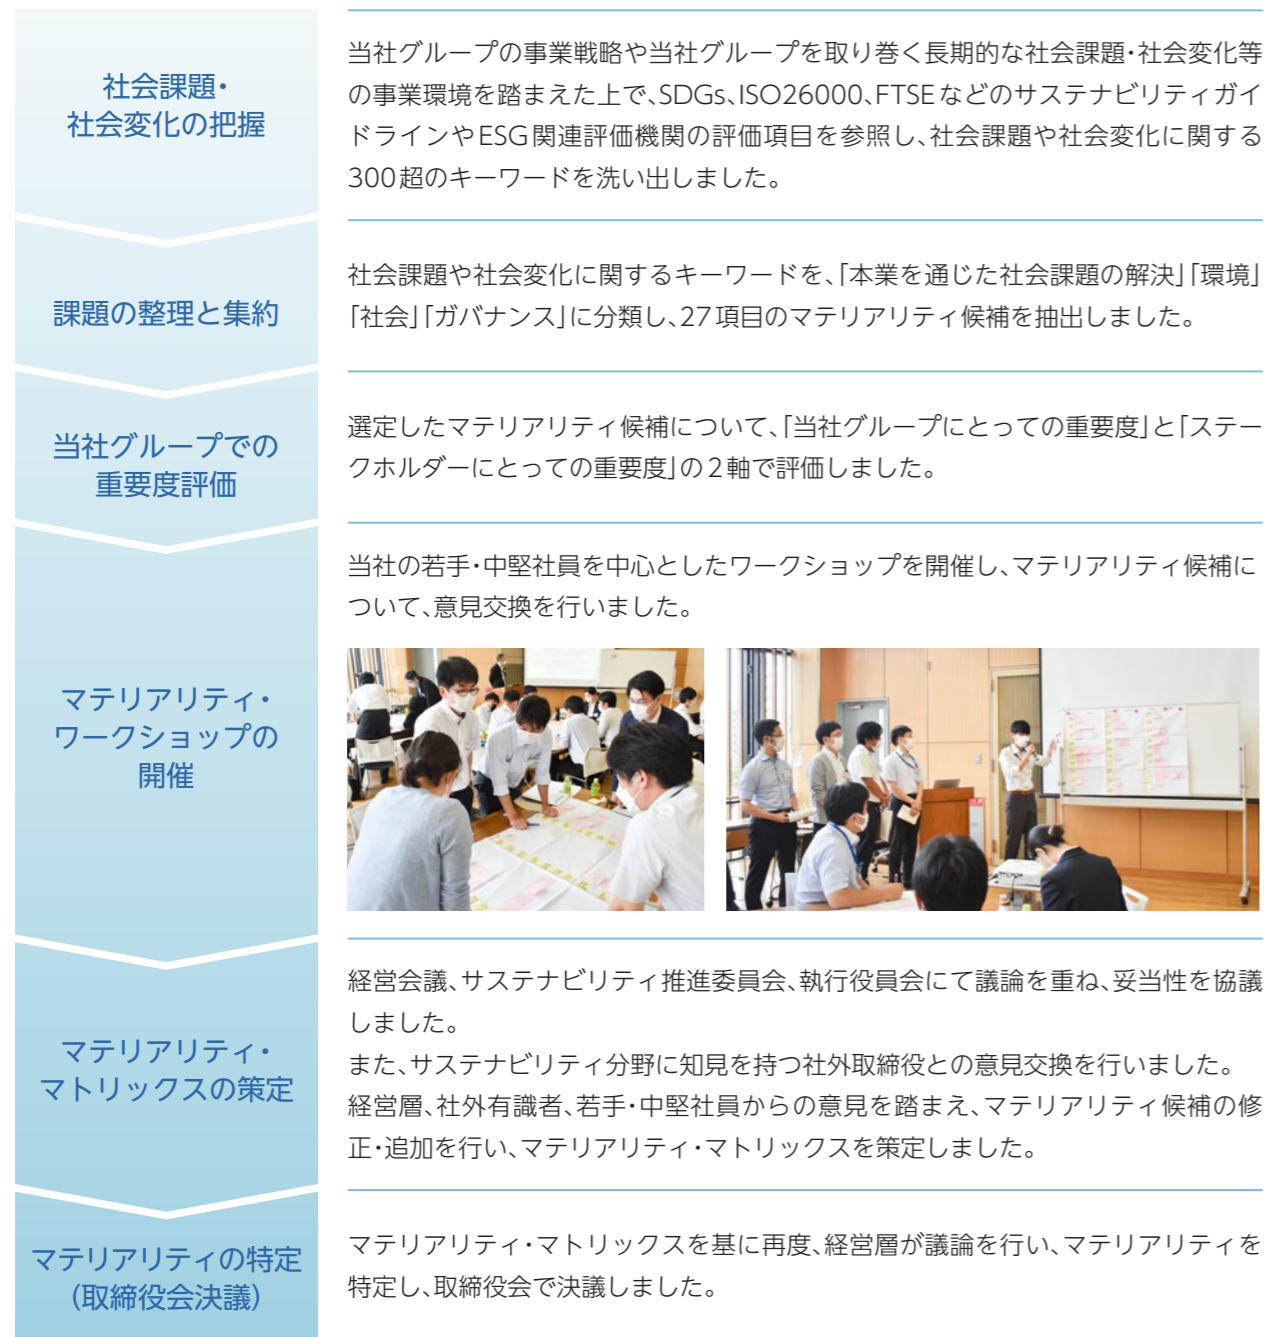 社会課題・
社会変化の把握
当社グループの事業戦略や当社グループを取り巻く長期的な社会課題・社会変化等
の事業環境を踏まえた上で、SDGs、ISO26000、FTSEなどのサステナビリティガイ
ドラインやESG関連評価機関の評価項目を参照し、社会課題や社会変化に関する
300超のキーワードを洗い出しました。
課題の整理と集約
社会課題や社会変化に関するキーワードを、「本業を通じた社会課題の解決」「環境」
「社会」「ガバナンス」に分類し、27項目のマテリアリティ候補を抽出しました。
当社グループでの
重要度評価
選定したマテリアリティ候補について、「当社グループにとっての重要度」と「ステー
クホルダーにとっての重要度」の2軸で評価しました。
マテリアリティ・
ワークショップの
開催
当社の若手・中堅社員を中心としたワークショップを開催し、マテリアリティ候補に
ついて、意見交換を行いました。
マテリアリティ・
マトリックスの策定
経営会議、サステナビリティ推進委員会、執行役員会にて議論を重ね、妥当性を協議
しました。
また、サステナビリティ分野に知見を持つ社外取締役との意見交換を行いました。
経営層、社外有識者、若手・中堅社員からの意見を踏まえ、マテリアリティ候補の修
正・追加を行い、マテリアリティ・マトリックスを策定しました。
マテリアリティの特定
（取締役会決議）
マテリアリティ・マトリックスを基に再度、経営層が議論を行い、マテリアリティを
特定し、取締役会で決議しました。